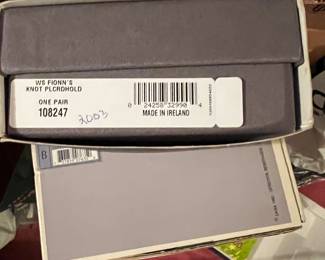 WS FIONN'S
KNOT PLCRDHOLD
ONE PAIR
108247
2003
0 24258 32990 4
MADE IN IRELAND
B